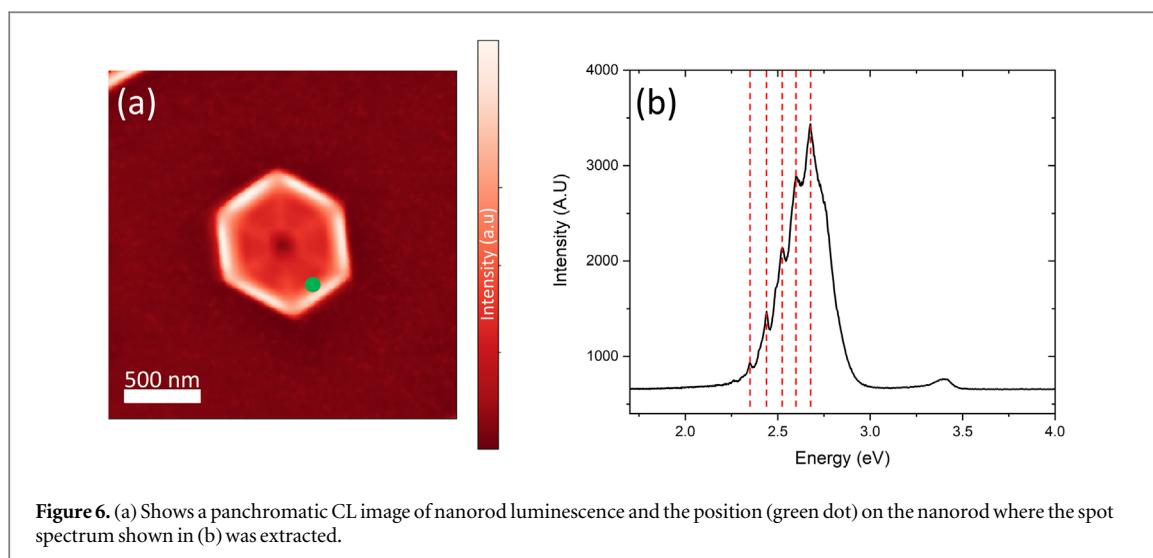 (a)
500 nm
Intensity (a.u)
(b)
4000
3000
2000
1000
Intensity (A.U)
2.0 2.5 3.0 3.5 4.0
Energy (eV)
Figure 6. (a) Shows a panchromatic CL image of nanorod luminescence and the position (green dot) on the nanorod where the spot
spectrum shown in (b) was extracted.